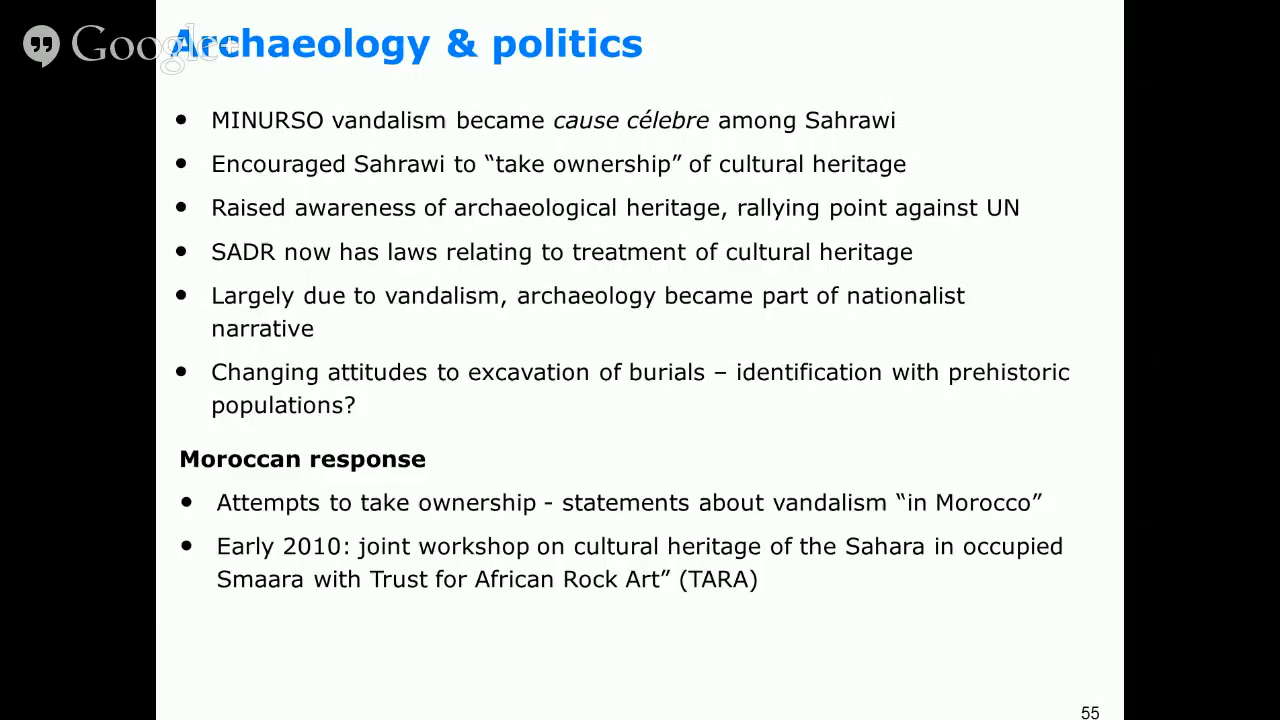 Google+
Archaeology & politics
• MINURSO vandalism became cause célebre among Sahrawi
• Encouraged Sahrawi to “take ownership” of cultural heritage
• Raised awareness of archaeological heritage, rallying point against UN
• SADR now has laws relating to treatment of cultural heritage
• Largely due to vandalism, archaeology became part of nationalist
narrative
• Changing attitudes to excavation of burials – identification with prehistoric
populations?
Moroccan response
• Attempts to take ownership - statements about vandalism “in Morocco”
• Early 2010: joint workshop on cultural heritage of the Sahara in occupied
Smaara with Trust for African Rock Art” (TARA)
55